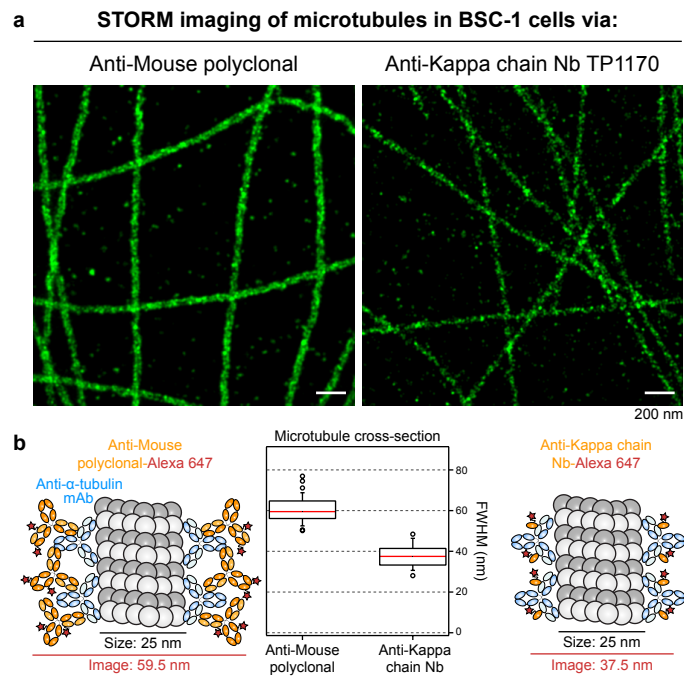 a
STORM imaging of microtubules in BSC-1 cells via:
Anti-Mouse polyclonal
Anti-Kappa chain Nb TP1170
200 nm
b
Anti-Mouse
polyclonal-Alexa 647
Anti-α-tubulin
mAb
Size: 25 nm
Image: 59.5 nm
Microtubule cross-section
80
60
40
20
0
FWHM (nm)
Anti-Mouse
polyclonal
Anti-Kappa
chain Nb
Anti-Kappa chain
Nb-Alexa 647
Size: 25 nm
Image: 37.5 nm